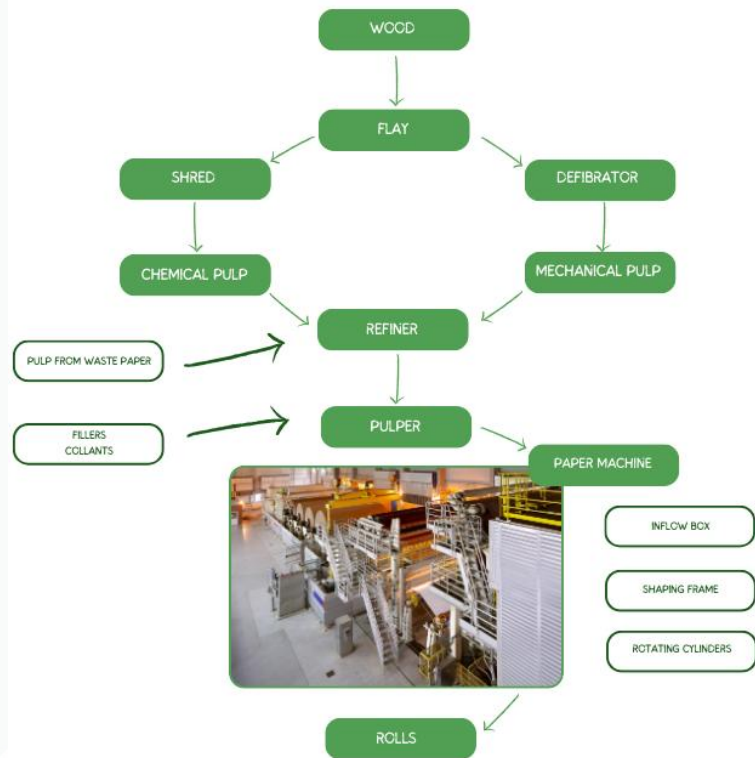 WOOD
FLAY
SHRED
DEFIBRATOR
CHEMICAL PULP
MECHANICAL PULP
REFINER
PULP FROM WASTE PAPER
PULPER
FILLERS
COLLANTS
PAPER MACHINE
INFLOW BOX
SHAPING FRAME
ROTATING CYLINDERS
ROLLS